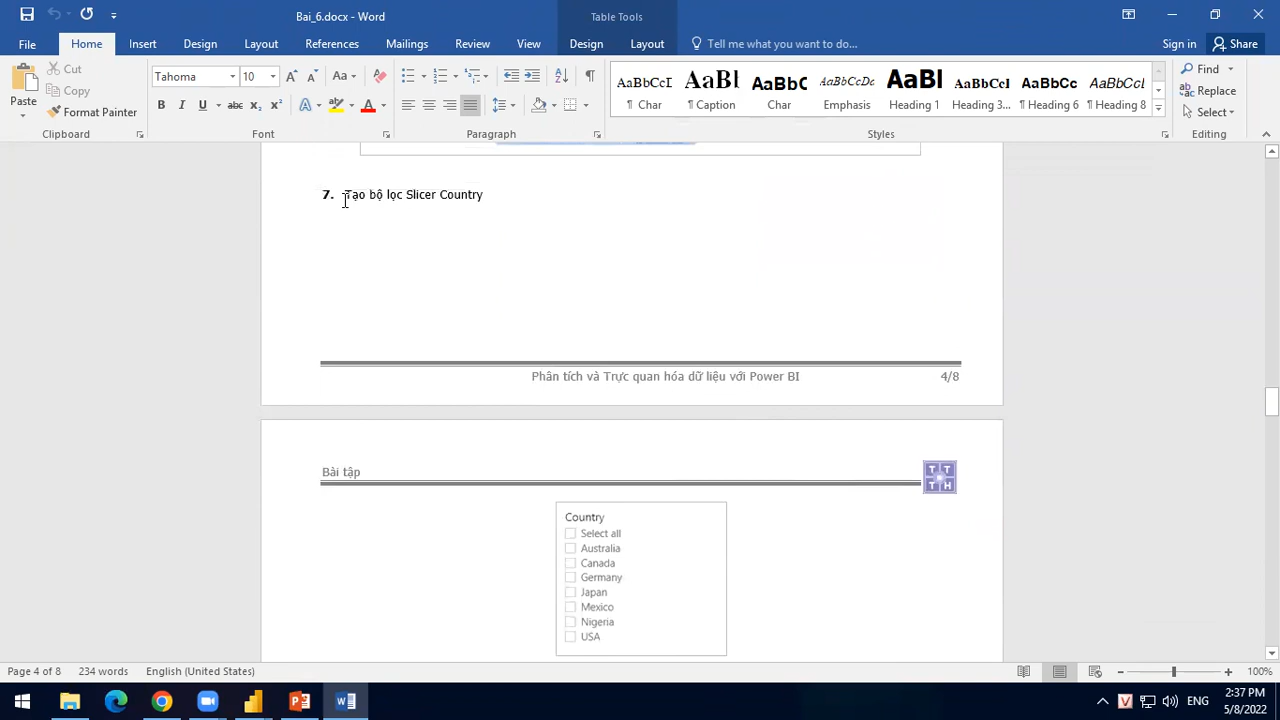 Bai_6.docx - Word
Table Tools
File
Home
Insert
Design
Layout
References
Mailings
Review
View
Design
Layout
Tell me what you want to do...
Sign in
Share
Paste
Cut
Copy
Format Painter
Clipboard
Tahoma
10
Font
Paragraph
AaBbCcI
AaBl
AaBbC
AaBbCcDc
AaBl
AaBbCcI
AaBbCc
AaBbCcI
¶ Char
¶ Caption
Char
Emphasis
Heading 1
Heading 3...
¶ Heading 6
¶ Heading 8
Styles
Find
Replace
Select
Editing
7. Tạo bộ lọc Slicer Country
Phân tích và Trực quan hóa dữ liệu với Power BI
4/8
Bài tập
T T
T H
Country
Select all
Australia
Canada
Germany
Japan
Mexico
Nigeria
USA
Page 4 of 8
234 words
English (United States)
100%
ENG
2:37 PM
5/8/2022